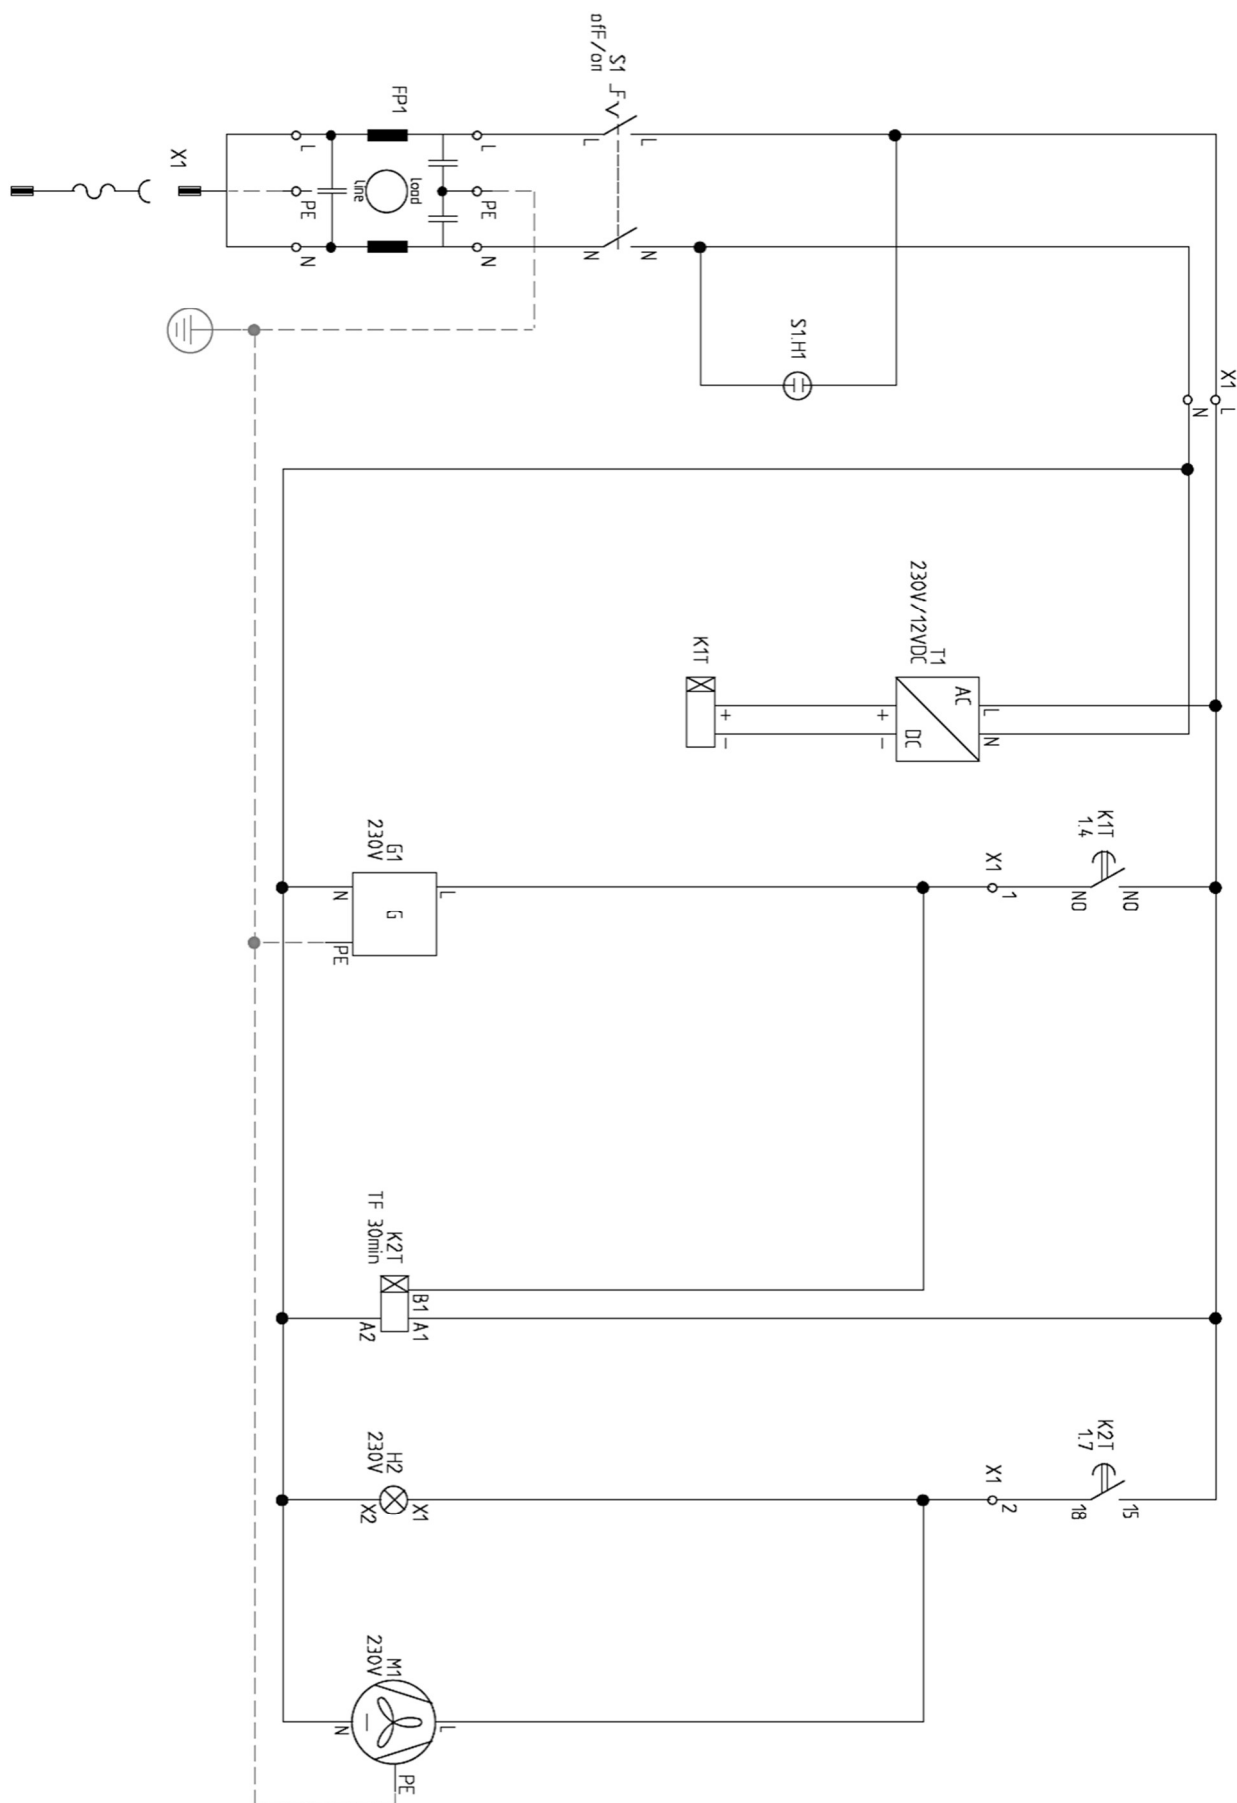 S1
off/on
FP1
L
L
L
L
X1
PE
Line
Load
PE
N
N
N
N
S1.H1
X1
L
N
T1
230V/12VDC
AC
DC
L
N
K1T
+
-
+
-
K1T
1.4
NO
NO
X1
1
G1
230V
G
L
N
PE
K2T
TF 30min
B1
A1
A2
K2T
1.7
15
18
X1
2
H2
230V
X1
X2
M1
230V
L
N
PE